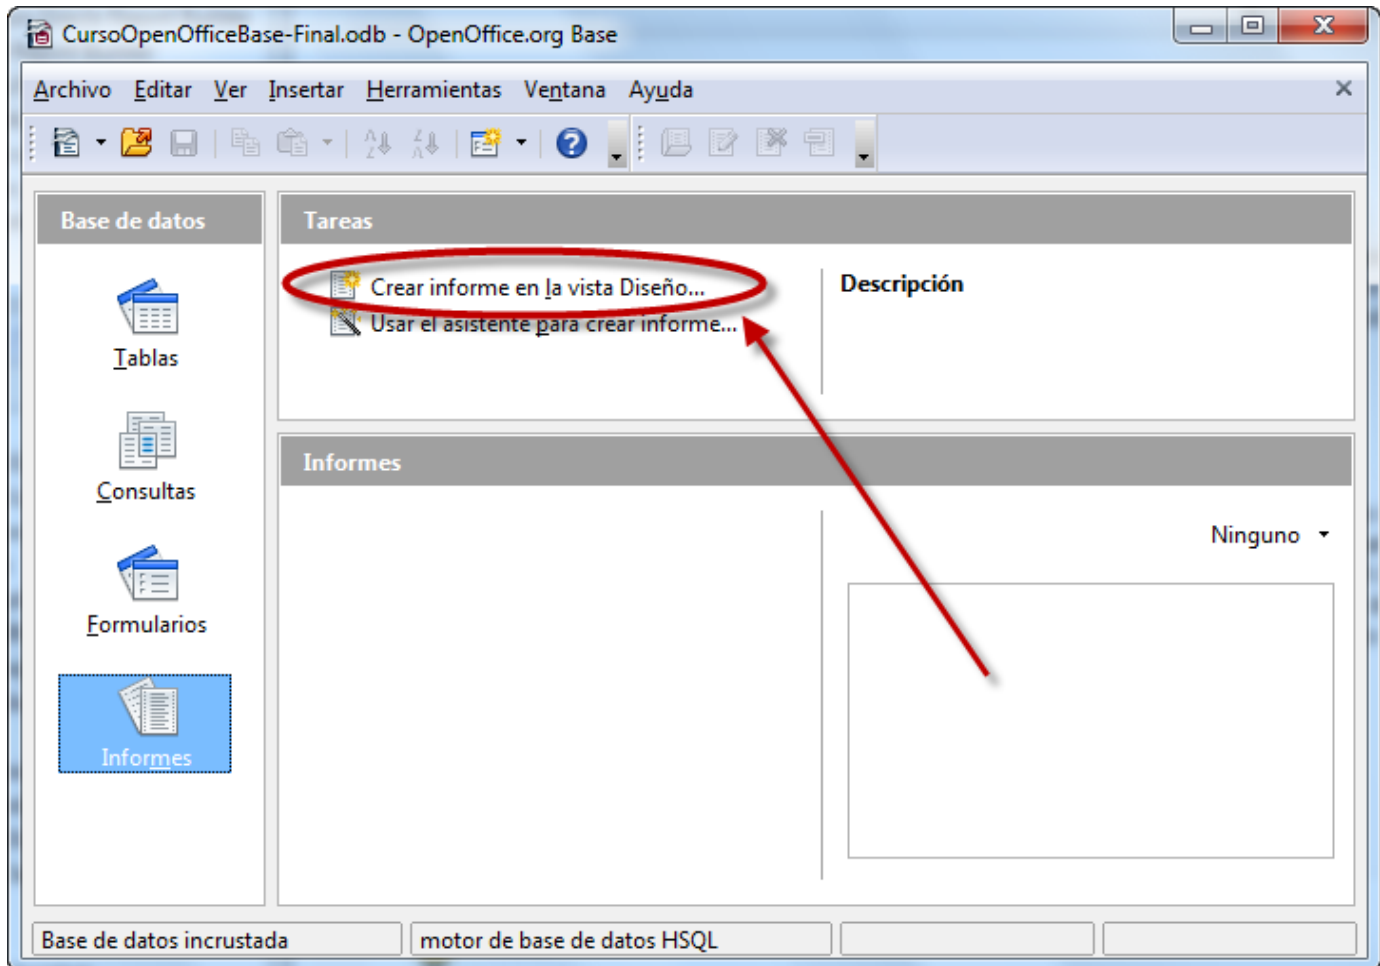 CursoOpenOfficeBase-Final.odb - OpenOffice.org Base
Archivo Editar Ver Insertar Herramientas Ventana Ayuda
Base de datos
Tareas
Crear informe en la vista Diseño...
Usar el asistente para crear informe...
Descripción
Tablas
Consultas
Formularios
Informes
Informes
Ninguno
Base de datos incrustada
motor de base de datos HSQL